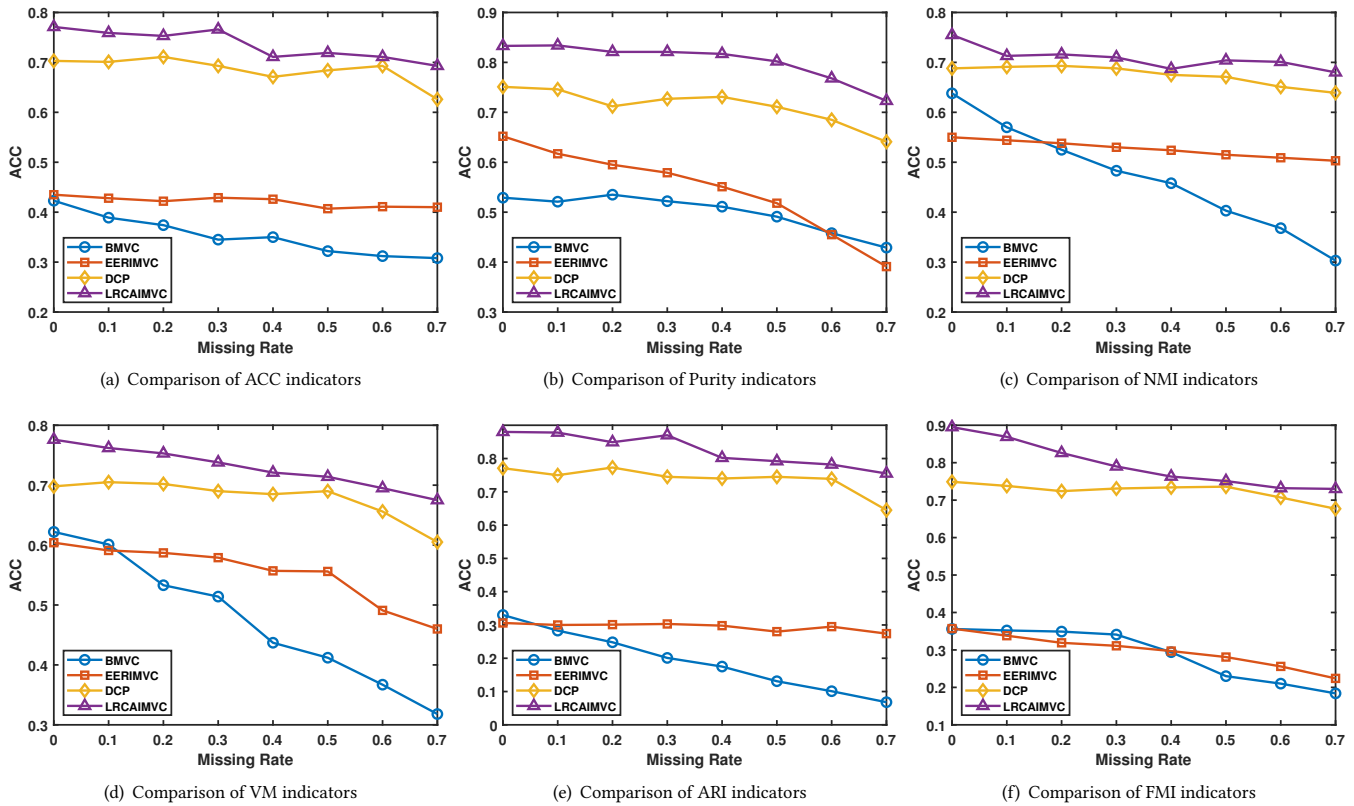 0.8
0.7
0.6
0.5
0.4
0.3
0.2
ACC
BMVC
EERIMVC
DCP
LRCAIMVC
0 0.1 0.2 0.3 0.4 0.5 0.6 0.7
Missing Rate
(a) Comparison of ACC indicators
0.9
0.8
0.7
0.6
0.5
0.4
0.3
ACC
BMVC
EERIMVC
DCP
LRCAIMVC
0 0.1 0.2 0.3 0.4 0.5 0.6 0.7
Missing Rate
(b) Comparison of Purity indicators
0.8
0.7
0.6
0.5
0.4
0.3
0.2
ACC
BMVC
EERIMVC
DCP
LRCAIMVC
0 0.1 0.2 0.3 0.4 0.5 0.6 0.7
Missing Rate
(c) Comparison of NMI indicators
0.8
0.7
0.6
0.5
0.4
0.3
ACC
BMVC
EERIMVC
DCP
LRCAIMVC
0 0.1 0.2 0.3 0.4 0.5 0.6 0.7
Missing Rate
(d) Comparison of VM indicators
0.8
0.7
0.6
0.5
0.4
0.3
0.2
0.1
0
ACC
BMVC
EERIMVC
DCP
LRCAIMVC
0 0.1 0.2 0.3 0.4 0.5 0.6 0.7
Missing Rate
(e) Comparison of ARI indicators
0.9
0.8
0.7
0.6
0.5
0.4
0.3
0.2
0.1
ACC
BMVC
EERIMVC
DCP
LRCAIMVC
0 0.1 0.2 0.3 0.4 0.5 0.6 0.7
Missing Rate
(f) Comparison of FMI indicators